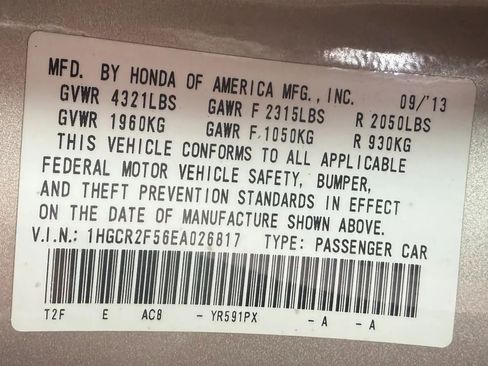 MFD. BY HONDA OF AMERICA MFG., INC. 09/'13
GVWR 4321LBS GAWR F 2315LBS R 2050LBS
GVWR 1960KG GAWR F 1050KG R 930KG
THIS VEHICLE CONFORMS TO ALL APPLICABLE
FEDERAL MOTOR VEHICLE SAFETY, BUMPER,
AND THEFT PREVENTION STANDARDS IN EFFECT
ON THE DATE OF MANUFACTURE SHOWN ABOVE.
V.I.N.: 1HGCR2F56EA026817 TYPE: PASSENGER CAR
T2F E AC8 - YR591PX - A - A